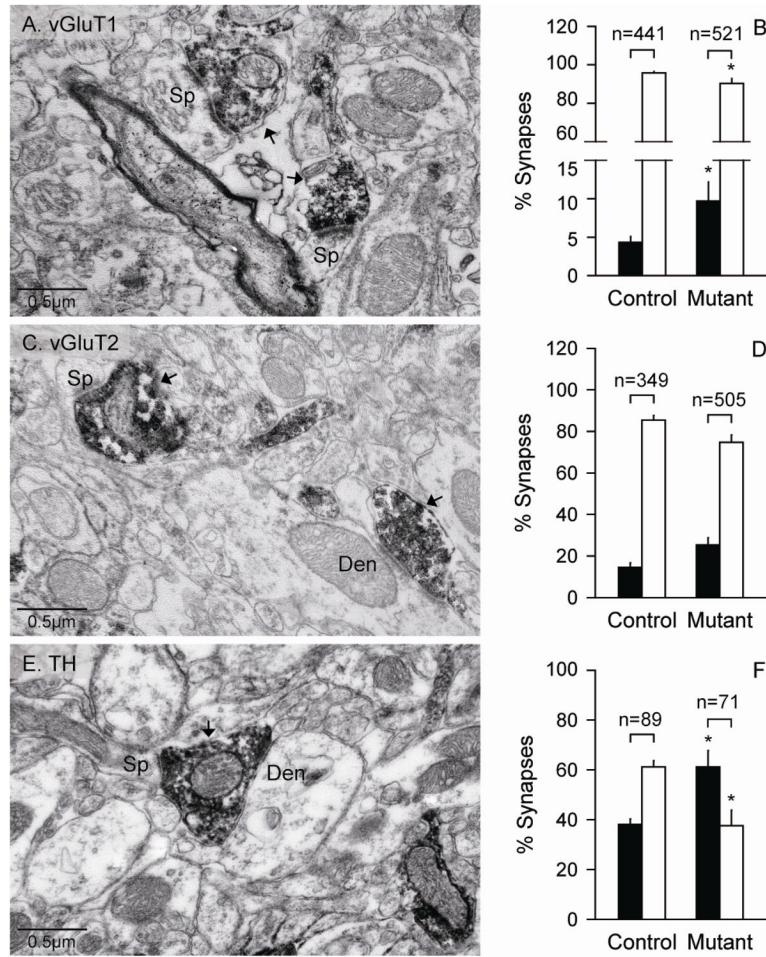 A. vGluT1
Sp
Sp
0.5µm
B
n=441 n=521
*
*
120
100
80
60
15
10
5
0
% Synapses
% Synapses
Control Mutant
C. vGluT2
Sp
Den
0.5µm
D
n=349
n=505
120
100
80
60
40
20
0
% Synapses
Control Mutant
E. TH
Sp
Den
0.5µm
F
n=71
n=89
*
*
100
80
60
40
20
0
% Synapses
Control Mutant